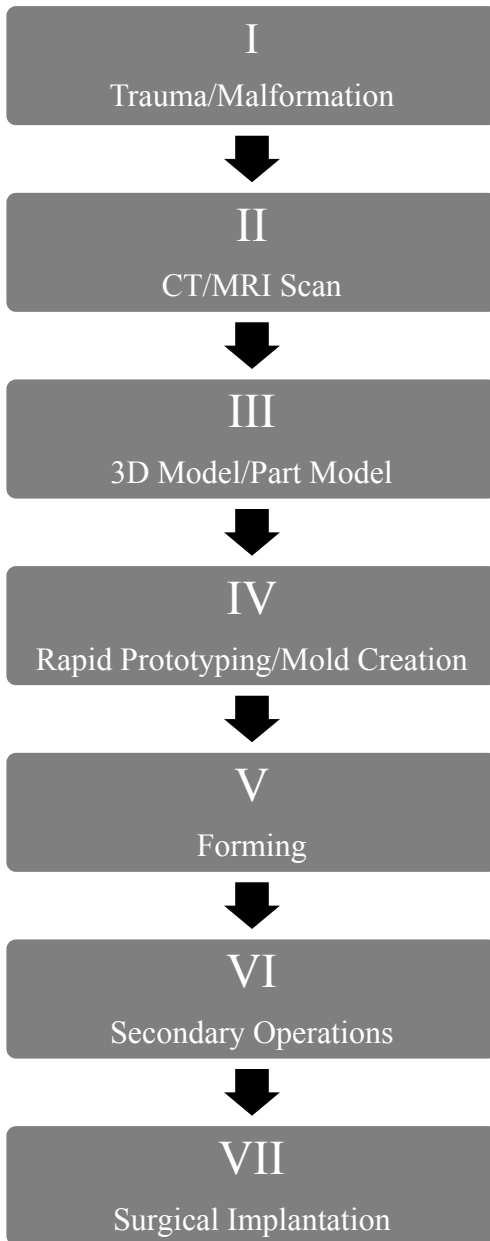 I
Trauma/Malformation
II
CT/MRI Scan
III
3D Model/Part Model
IV
Rapid Prototyping/Mold Creation
V
Forming
VI
Secondary Operations
VII
Surgical Implantation